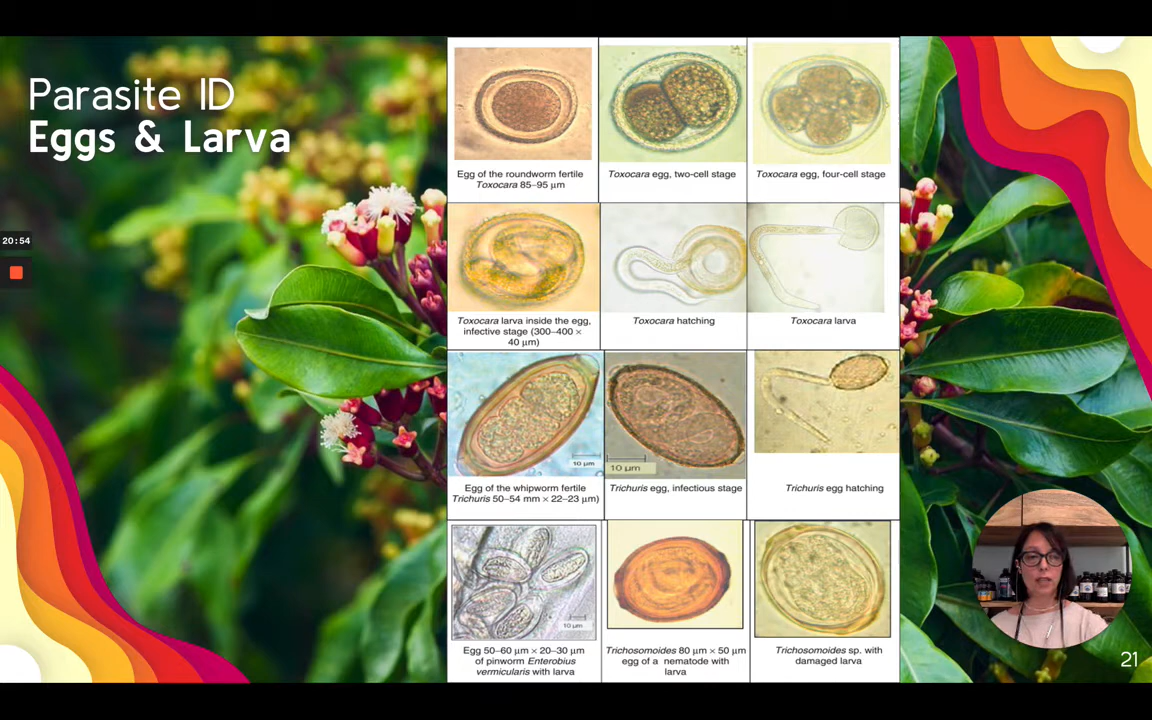 Parasite ID
Eggs & Larva
20:54
Egg of the roundworm fertile
Toxocara 85–95 μm
Toxocara egg, two-cell stage
Toxocara egg, four-cell stage
Toxocara larva inside the egg,
infective stage (300–400 ×
40 μm)
Toxocara hatching
Toxocara larva
10 μm
10 μm
Egg of the whipworm fertile
Trichuris 50–54 mm × 22–23 μm)
Trichuris egg, infectious stage
Trichuris egg hatching
10 μm
Egg 50–60 μm × 20–30 μm
of pinworm Enterobius
vermicularis with larva
Trichosomoides 80 μm × 50 μm
egg of a nematode with
larva
Trichosomoides sp. with
damaged larva
21